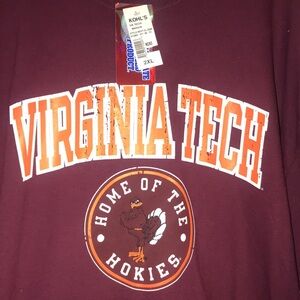 KOHL'S
2XL
VIRGINIA TECH
HOME OF THE
HOKIES